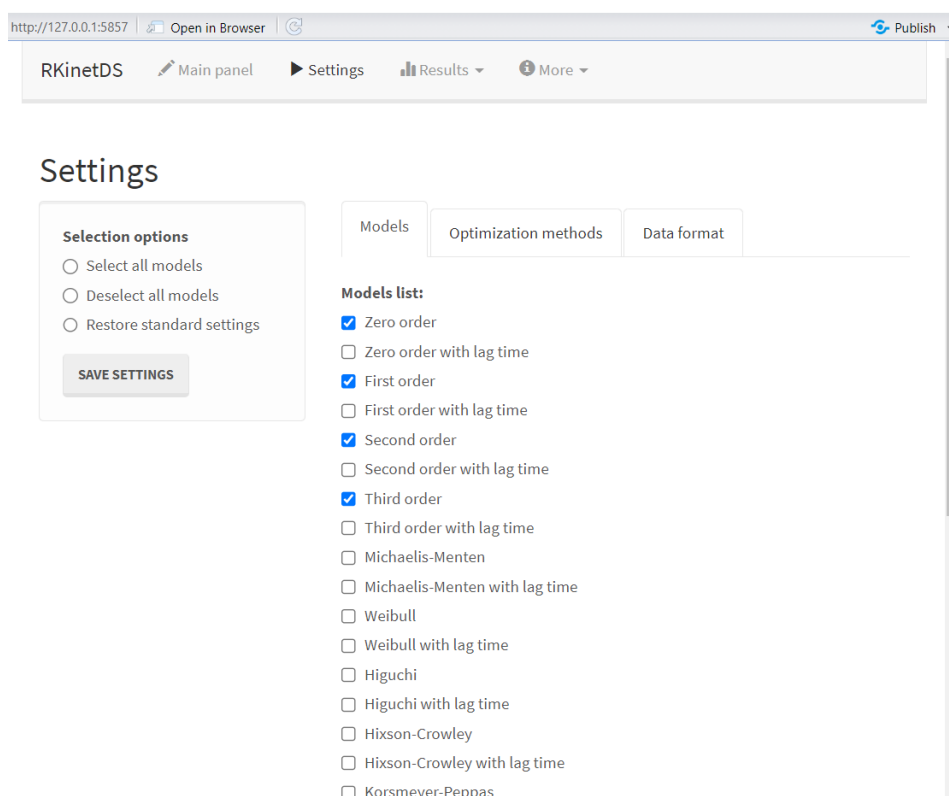 http://127.0.0.1:5857 Open in Browser Publish
RKinetDS Main panel Settings Results More
Settings
Selection options
Select all models
Deselect all models
Restore standard settings
SAVE SETTINGS
Models Optimization methods Data format
Models list:
Zero order
Zero order with lag time
First order
First order with lag time
Second order
Second order with lag time
Third order
Third order with lag time
Michaelis-Menten
Michaelis-Menten with lag time
Weibull
Weibull with lag time
Higuchi
Higuchi with lag time
Hixson-Crowley
Hixson-Crowley with lag time
Korsmeyer-Peppas